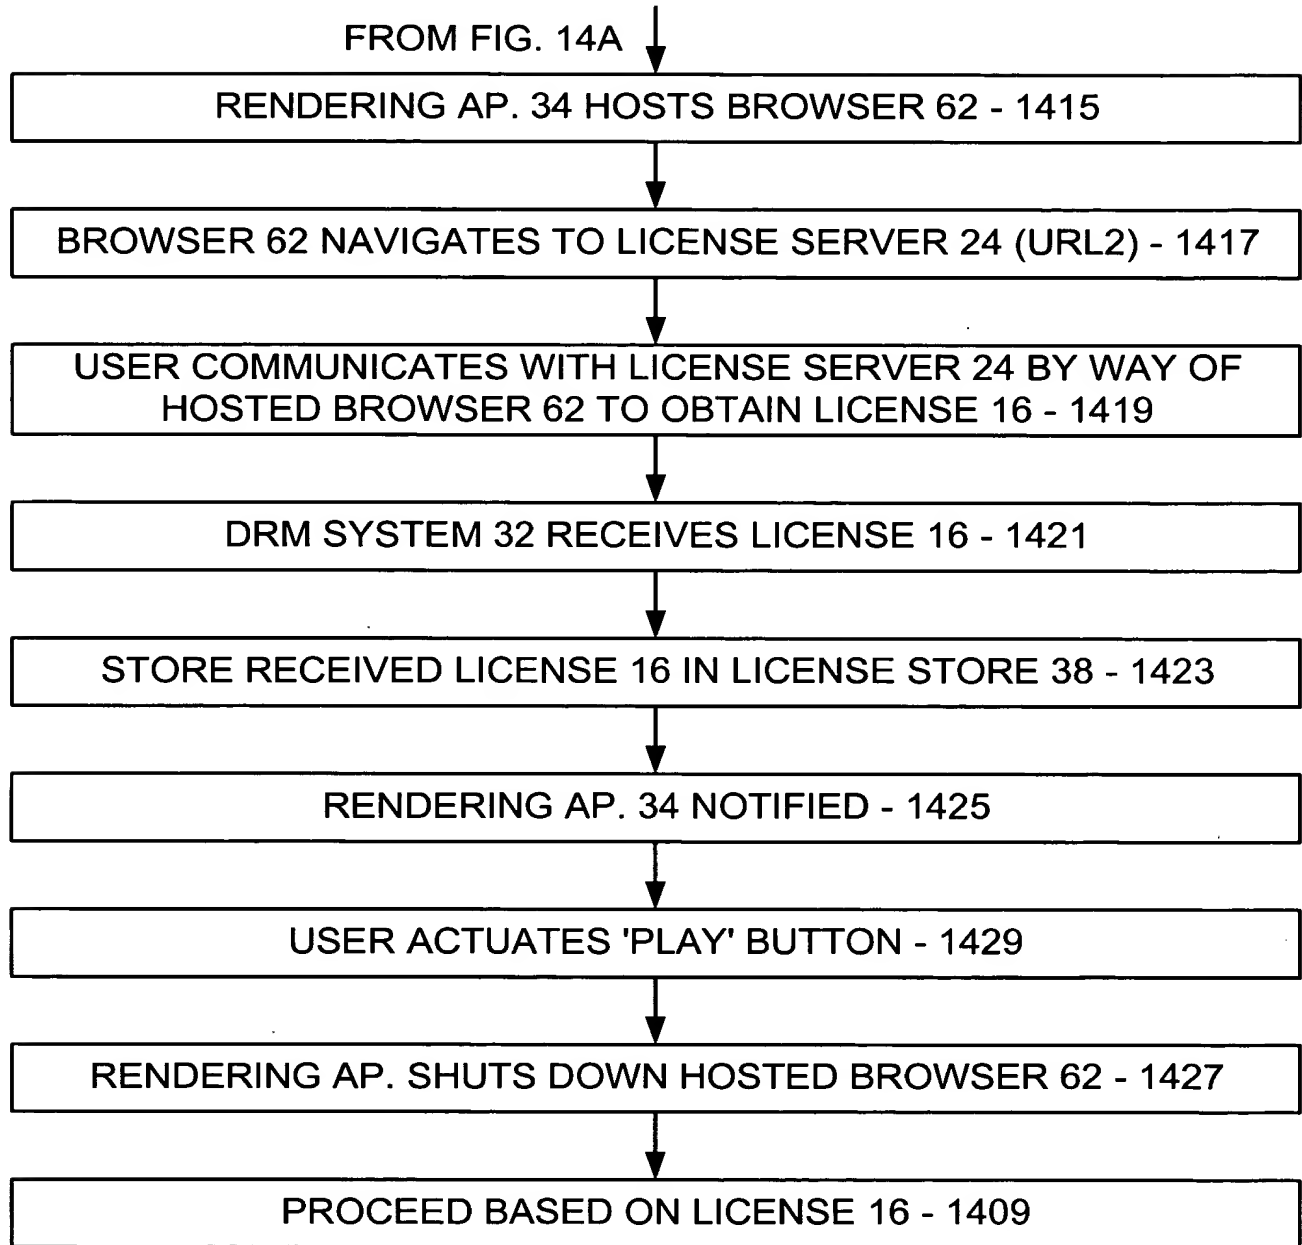 FROM FIG. 14A
RENDERING AP. 34 HOSTS BROWSER 62 - 1415
BROWSER 62 NAVIGATES TO LICENSE SERVER 24 (URL2) - 1417
USER COMMUNICATES WITH LICENSE SERVER 24 BY WAY OF
HOSTED BROWSER 62 TO OBTAIN LICENSE 16 - 1419
DRM SYSTEM 32 RECEIVES LICENSE 16 - 1421
STORE RECEIVED LICENSE 16 IN LICENSE STORE 38 - 1423
RENDERING AP. 34 NOTIFIED - 1425
USER ACTUATES 'PLAY' BUTTON - 1429
RENDERING AP. SHUTS DOWN HOSTED BROWSER 62 - 1427
PROCEED BASED ON LICENSE 16 - 1409